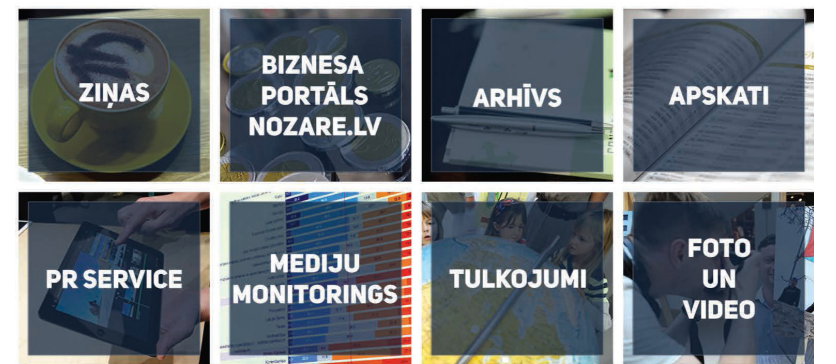 ZIŅAS
BIZNESA
PORTĀLS
NOZARE.LV
ARHĪVS
APSKATI
PR SERVICE
MEDIJU
MONITORINGS
TULKOJUMI
FOTO
UN
VIDEO